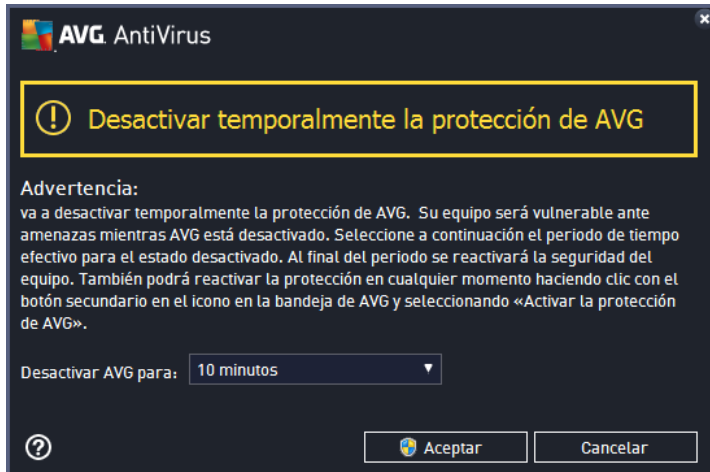 AVG AntiVirus
Desactivar temporalmente la protección de AVG
Advertencia:
va a desactivar temporalmente la protección de AVG. Su equipo será vulnerable ante
amenazas mientras AVG está desactivado. Seleccione a continuación el periodo de tiempo
efectivo para el estado desactivado. Al final del periodo se reactivará la seguridad del
equipo. También podrá reactivar la protección en cualquier momento haciendo clic con el
botón secundario en el icono en la bandeja de AVG y seleccionando «Activar la protección
de AVG».
Desactivar AVG para: 10 minutos
Aceptar Cancelar